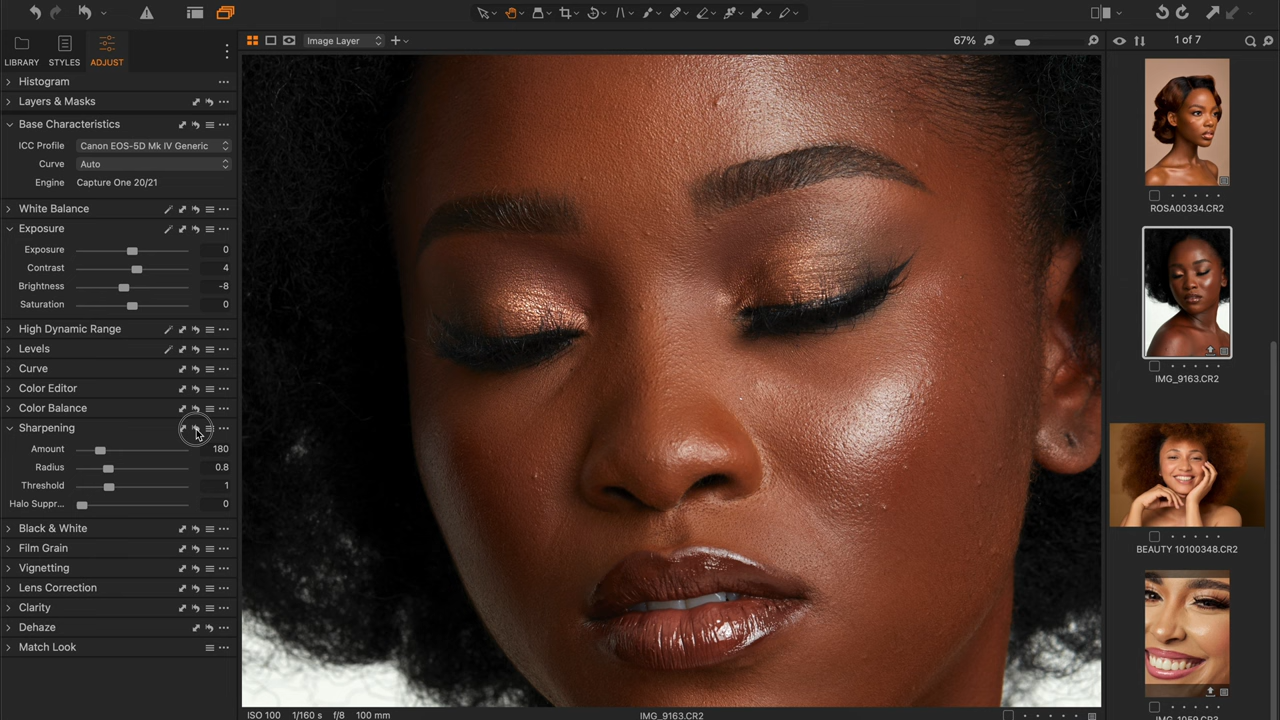 LIBRARY STYLES ADJUST
Histogram
Layers & Masks
Base Characteristics
ICC Profile Canon EOS-5D Mk IV Generic
Curve Auto
Engine Capture One 20/21
White Balance
Exposure
Exposure 0
Contrast 4
Brightness -8
Saturation 0
High Dynamic Range
Levels
Curve
Color Editor
Color Balance
Sharpening
Amount 180
Radius 0.8
Threshold 1
Halo Suppr... 0
Black & White
Film Grain
Vignetting
Lens Correction
Clarity
Dehaze
Match Look
Image Layer
67%
ISO 100 1/160 s f/8 100 mm
IMG_9163.CR2
1 of 7
ROSA00334.CR2
IMG_9163.CR2
BEAUTY 10100348.CR2